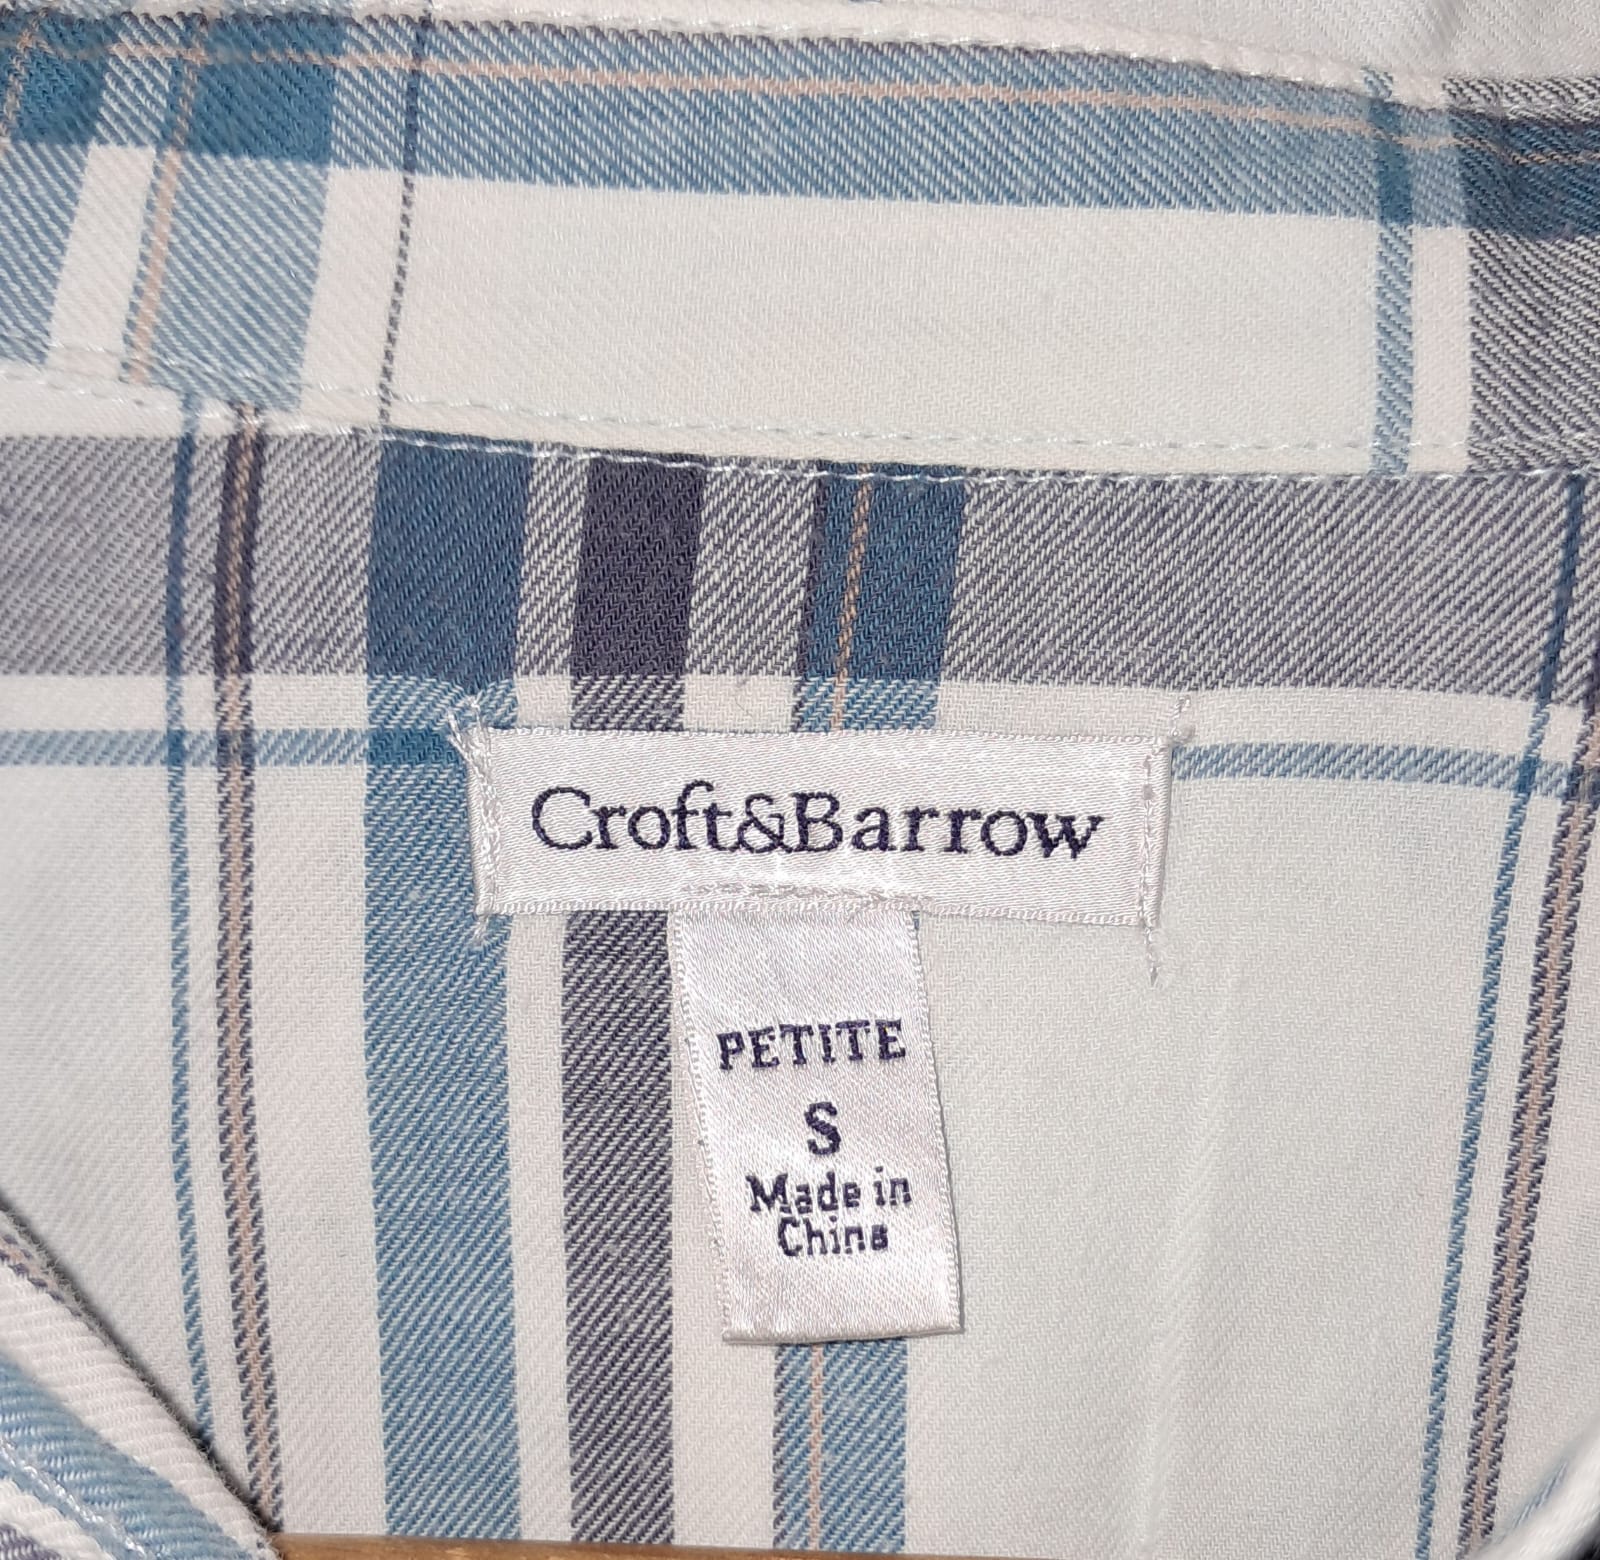 Croft&Barrow
PETITE
S
Made in
China